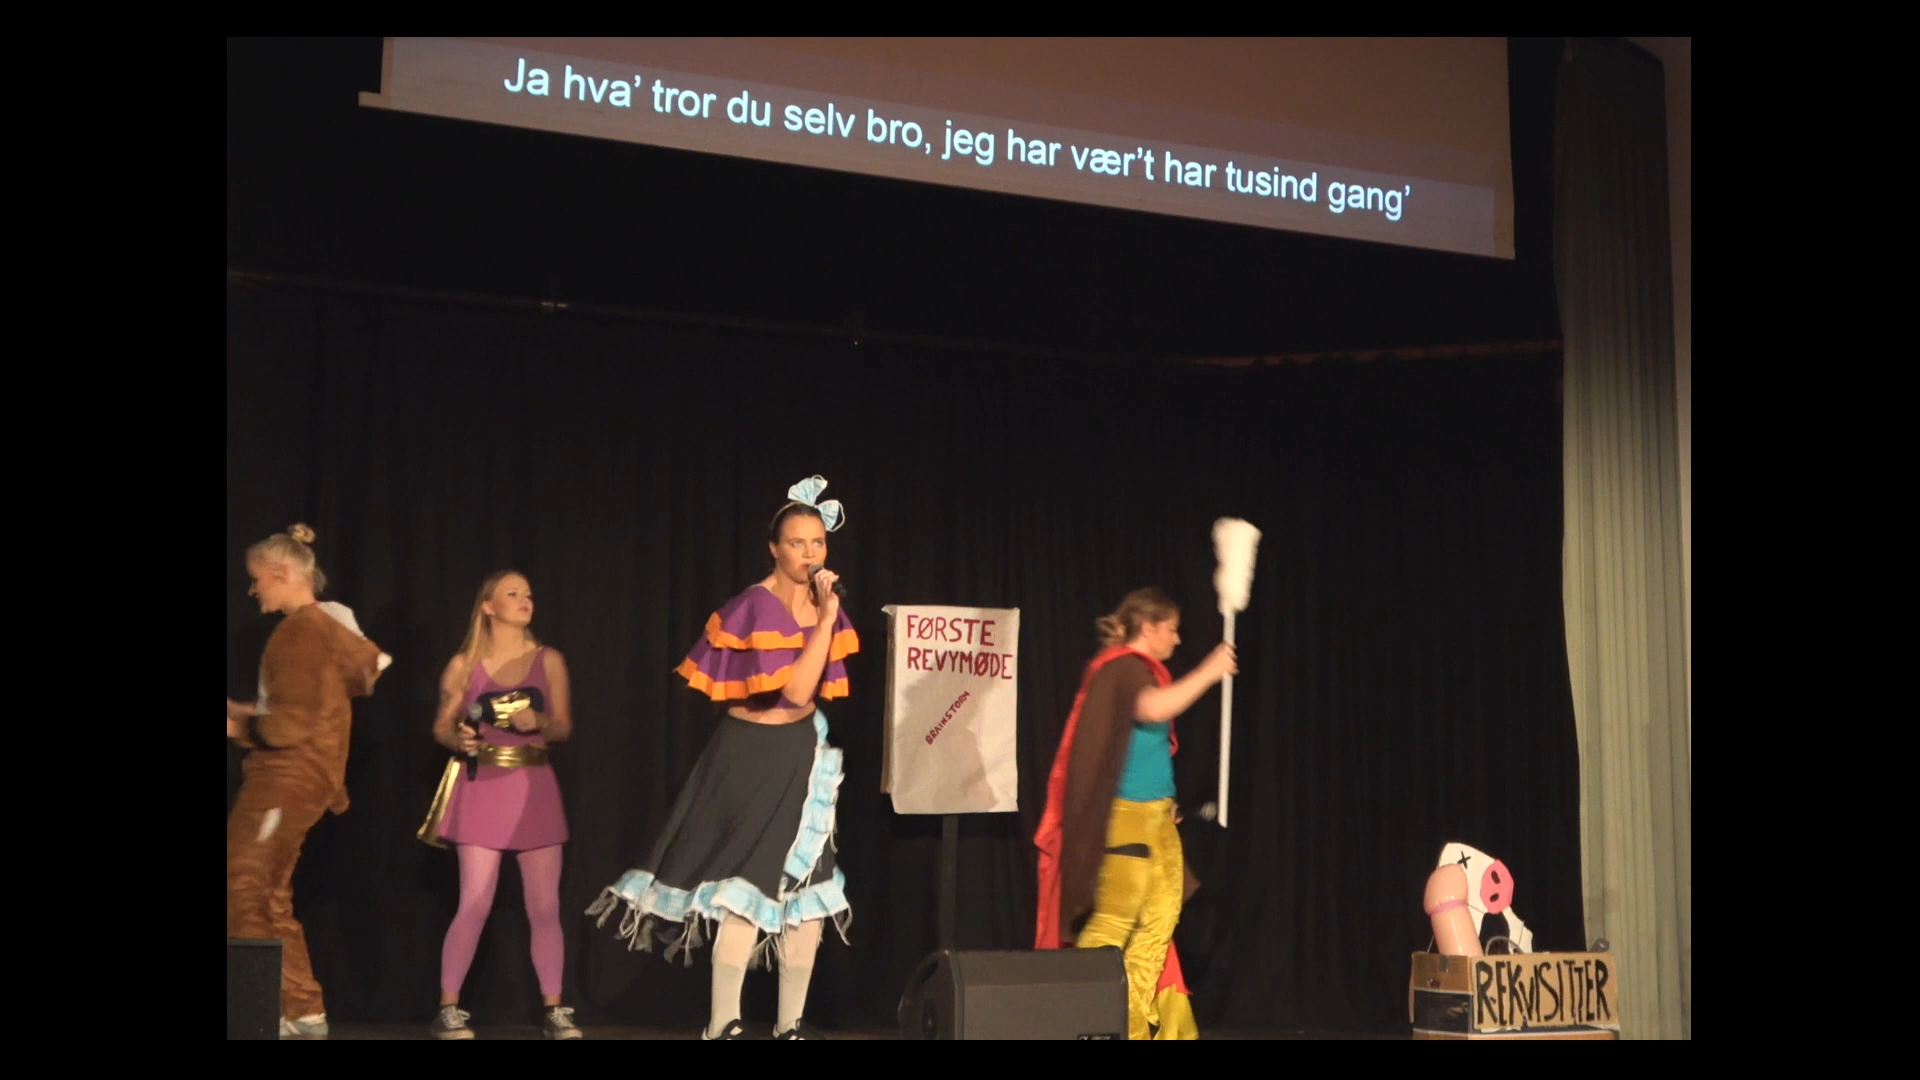 Ja hva' tror du selv bro, jeg har vær't har tusind gang'
FØRSTE
REVYMØDE
BRAINSTORM
REKVISITTER